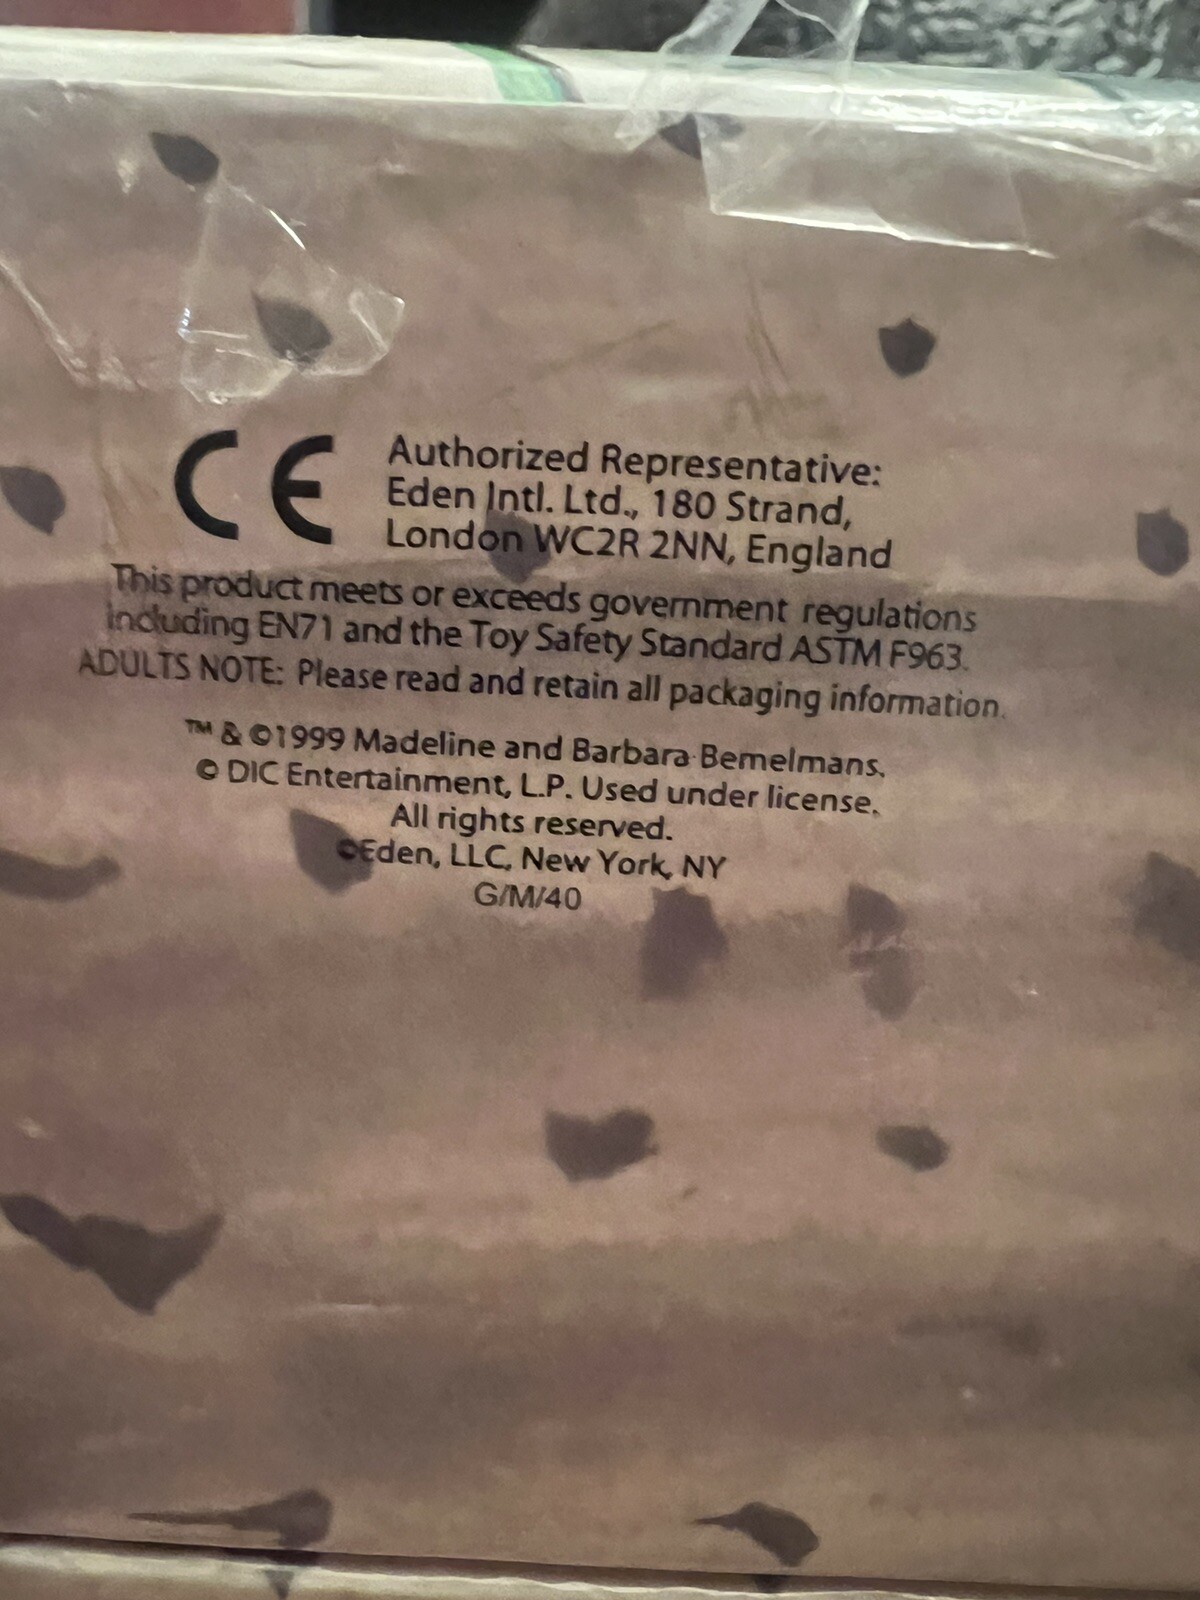 CE
Authorized Representative:
Eden Intl. Ltd., 180 Strand,
London WC2R 2NN, England
This product meets or exceeds government regulations
including EN71 and the Toy Safety Standard ASTM F963.
ADULTS NOTE: Please read and retain all packaging information.
™ & ©1999 Madeline and Barbara Bemelmans.
© DIC Entertainment, L.P. Used under license.
All rights reserved.
©Eden, LLC, New York, NY
G/M/40